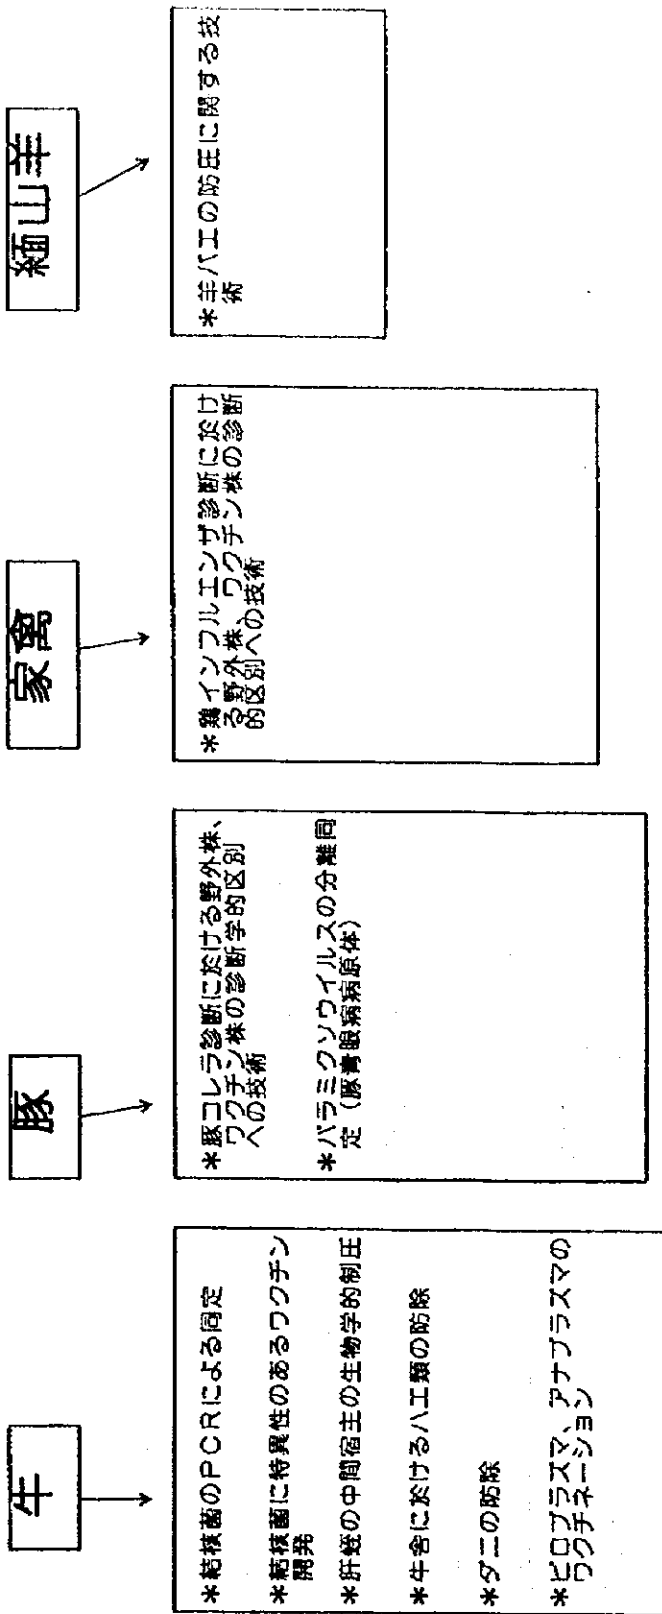 牛
*結核菌のPCRによる同定
*結核菌に特異性のあるワクチン
開発
*肝蛭の中間宿主の生物学的制圧
*牛舎に於けるハエ類の防除
*ダニの防除
*ピロプラズマ、アナプラズマの
ワクチネーション
豚
*豚コレラ診断に於ける野外株、
ワクチン株の診断学的区別
への技術
*パラミクソウイルスの分離同
定(豚青眼病病原体)
家禽
*鶏インフルエンザ診断に於け
る野外株、ワクチン株の診断
的区別への技術
緬山羊
*羊バエの防圧に関する技
術